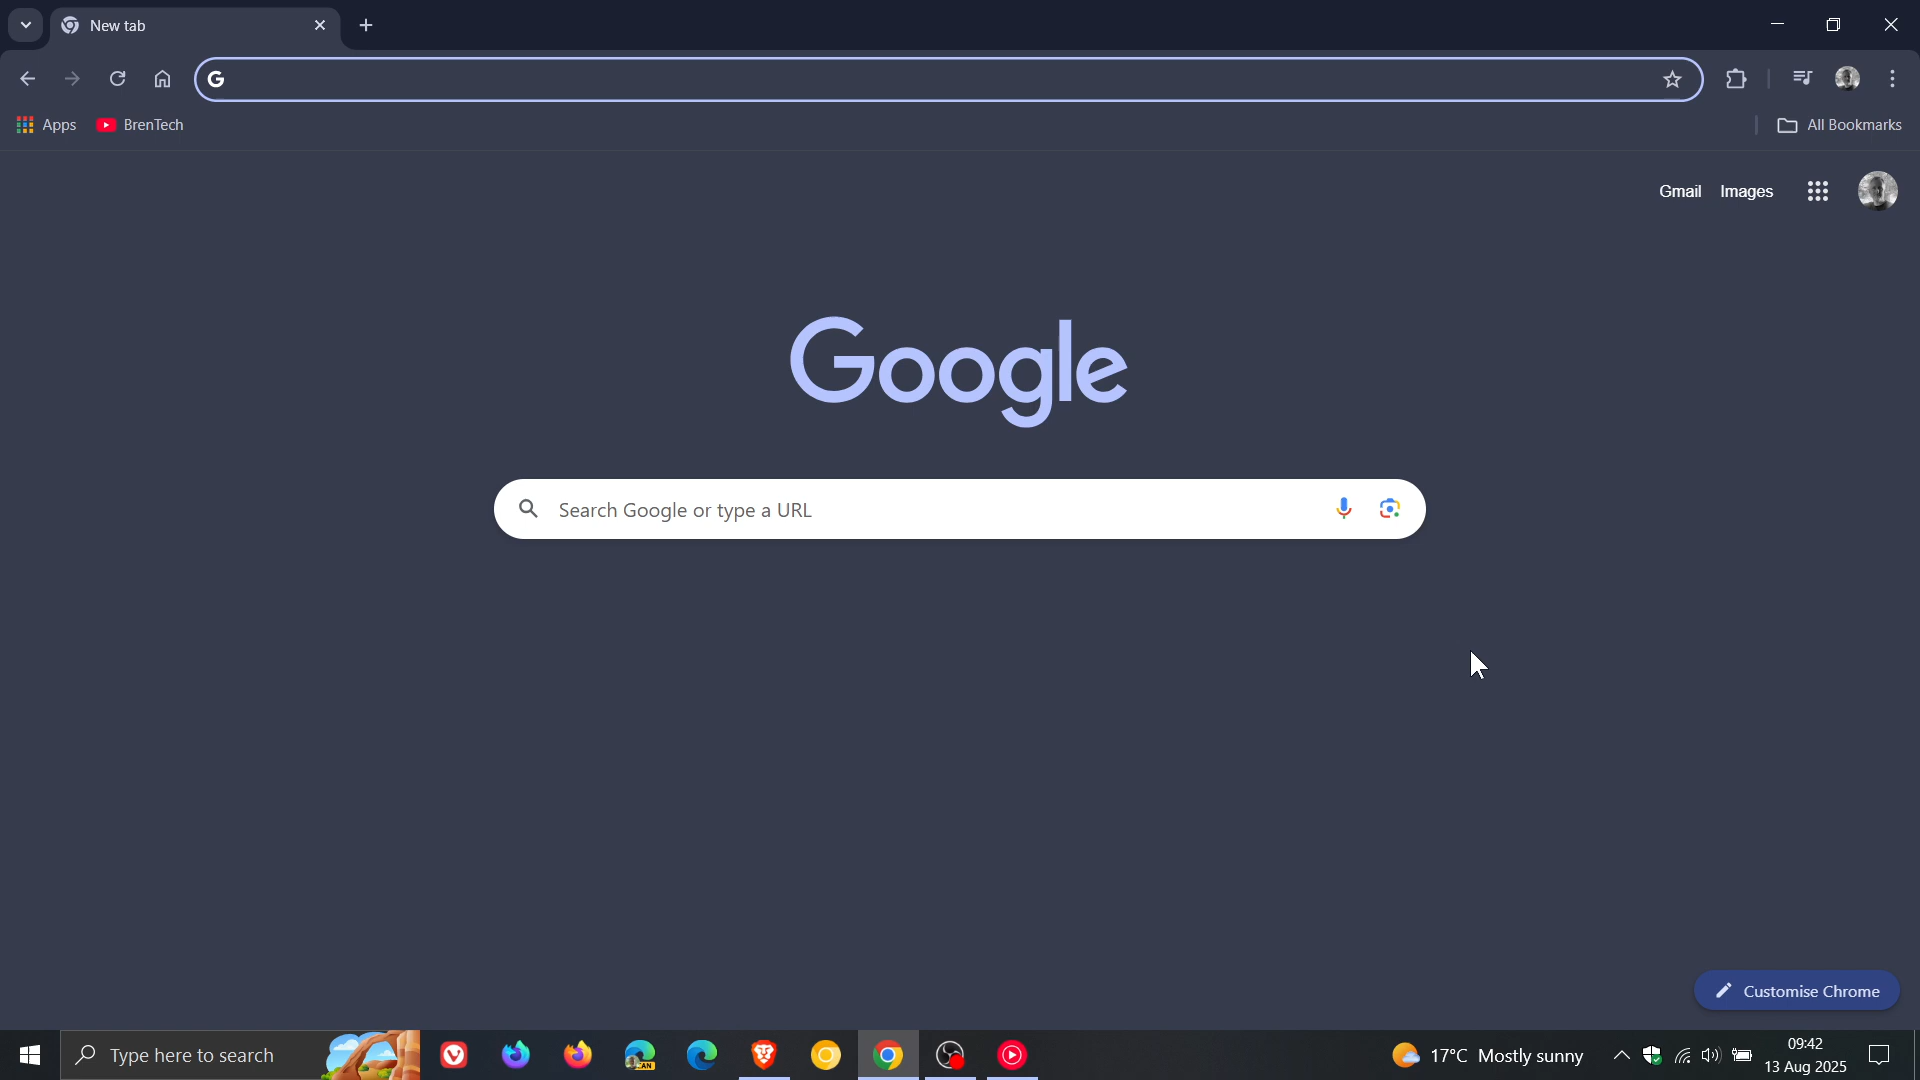 New tab
Apps
BrenTech
All Bookmarks
Gmail Images
Google
Search Google or type a URL
Customise Chrome
Type here to search
CAN
17°C Mostly sunny
09:42
13 Aug 2025